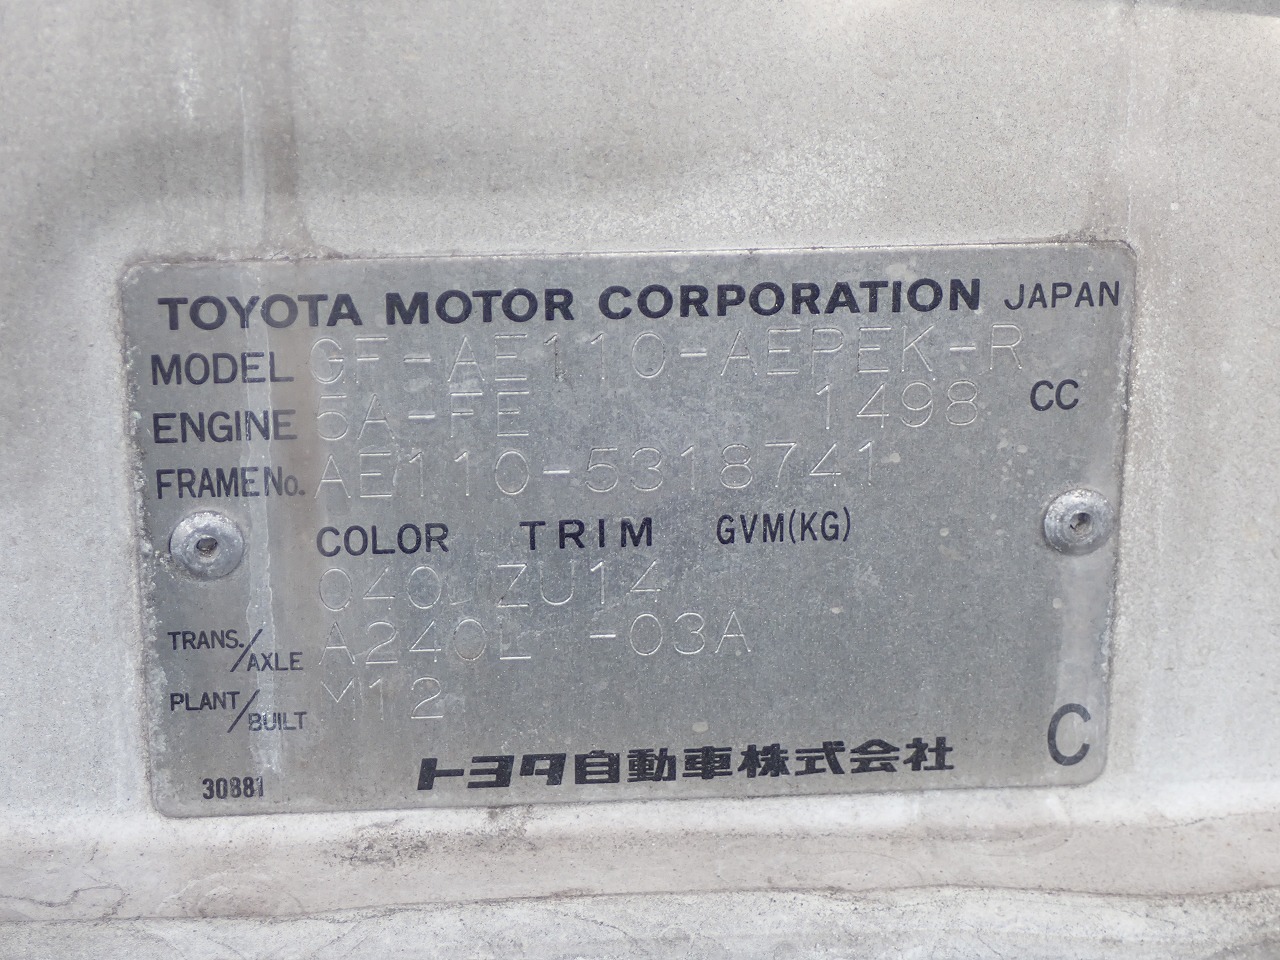 TOYOTA MOTOR CORPORATION JAPAN
MODEL GF-AE110-AEPEK-R
ENGINE 5A-FE 1498 CC
FRAME No. AE110-5318741
COLOR TRIM GVM(KG)
040 ZU14
TRANS./AXLE A240L -03A
PLANT/BUILT M12
C
トヨタ自動車株式会社
30881